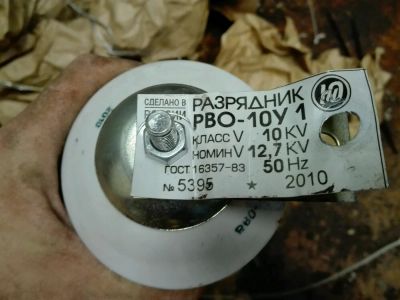 СДЕЛАНО В
РАЗРЯДНИК
РВО-10У 1
КЛАСС V 10 KV
НОМИН V 12,7 KV
ГОСТ 16357-83 50 Hz
№ 5395 ★ 2010